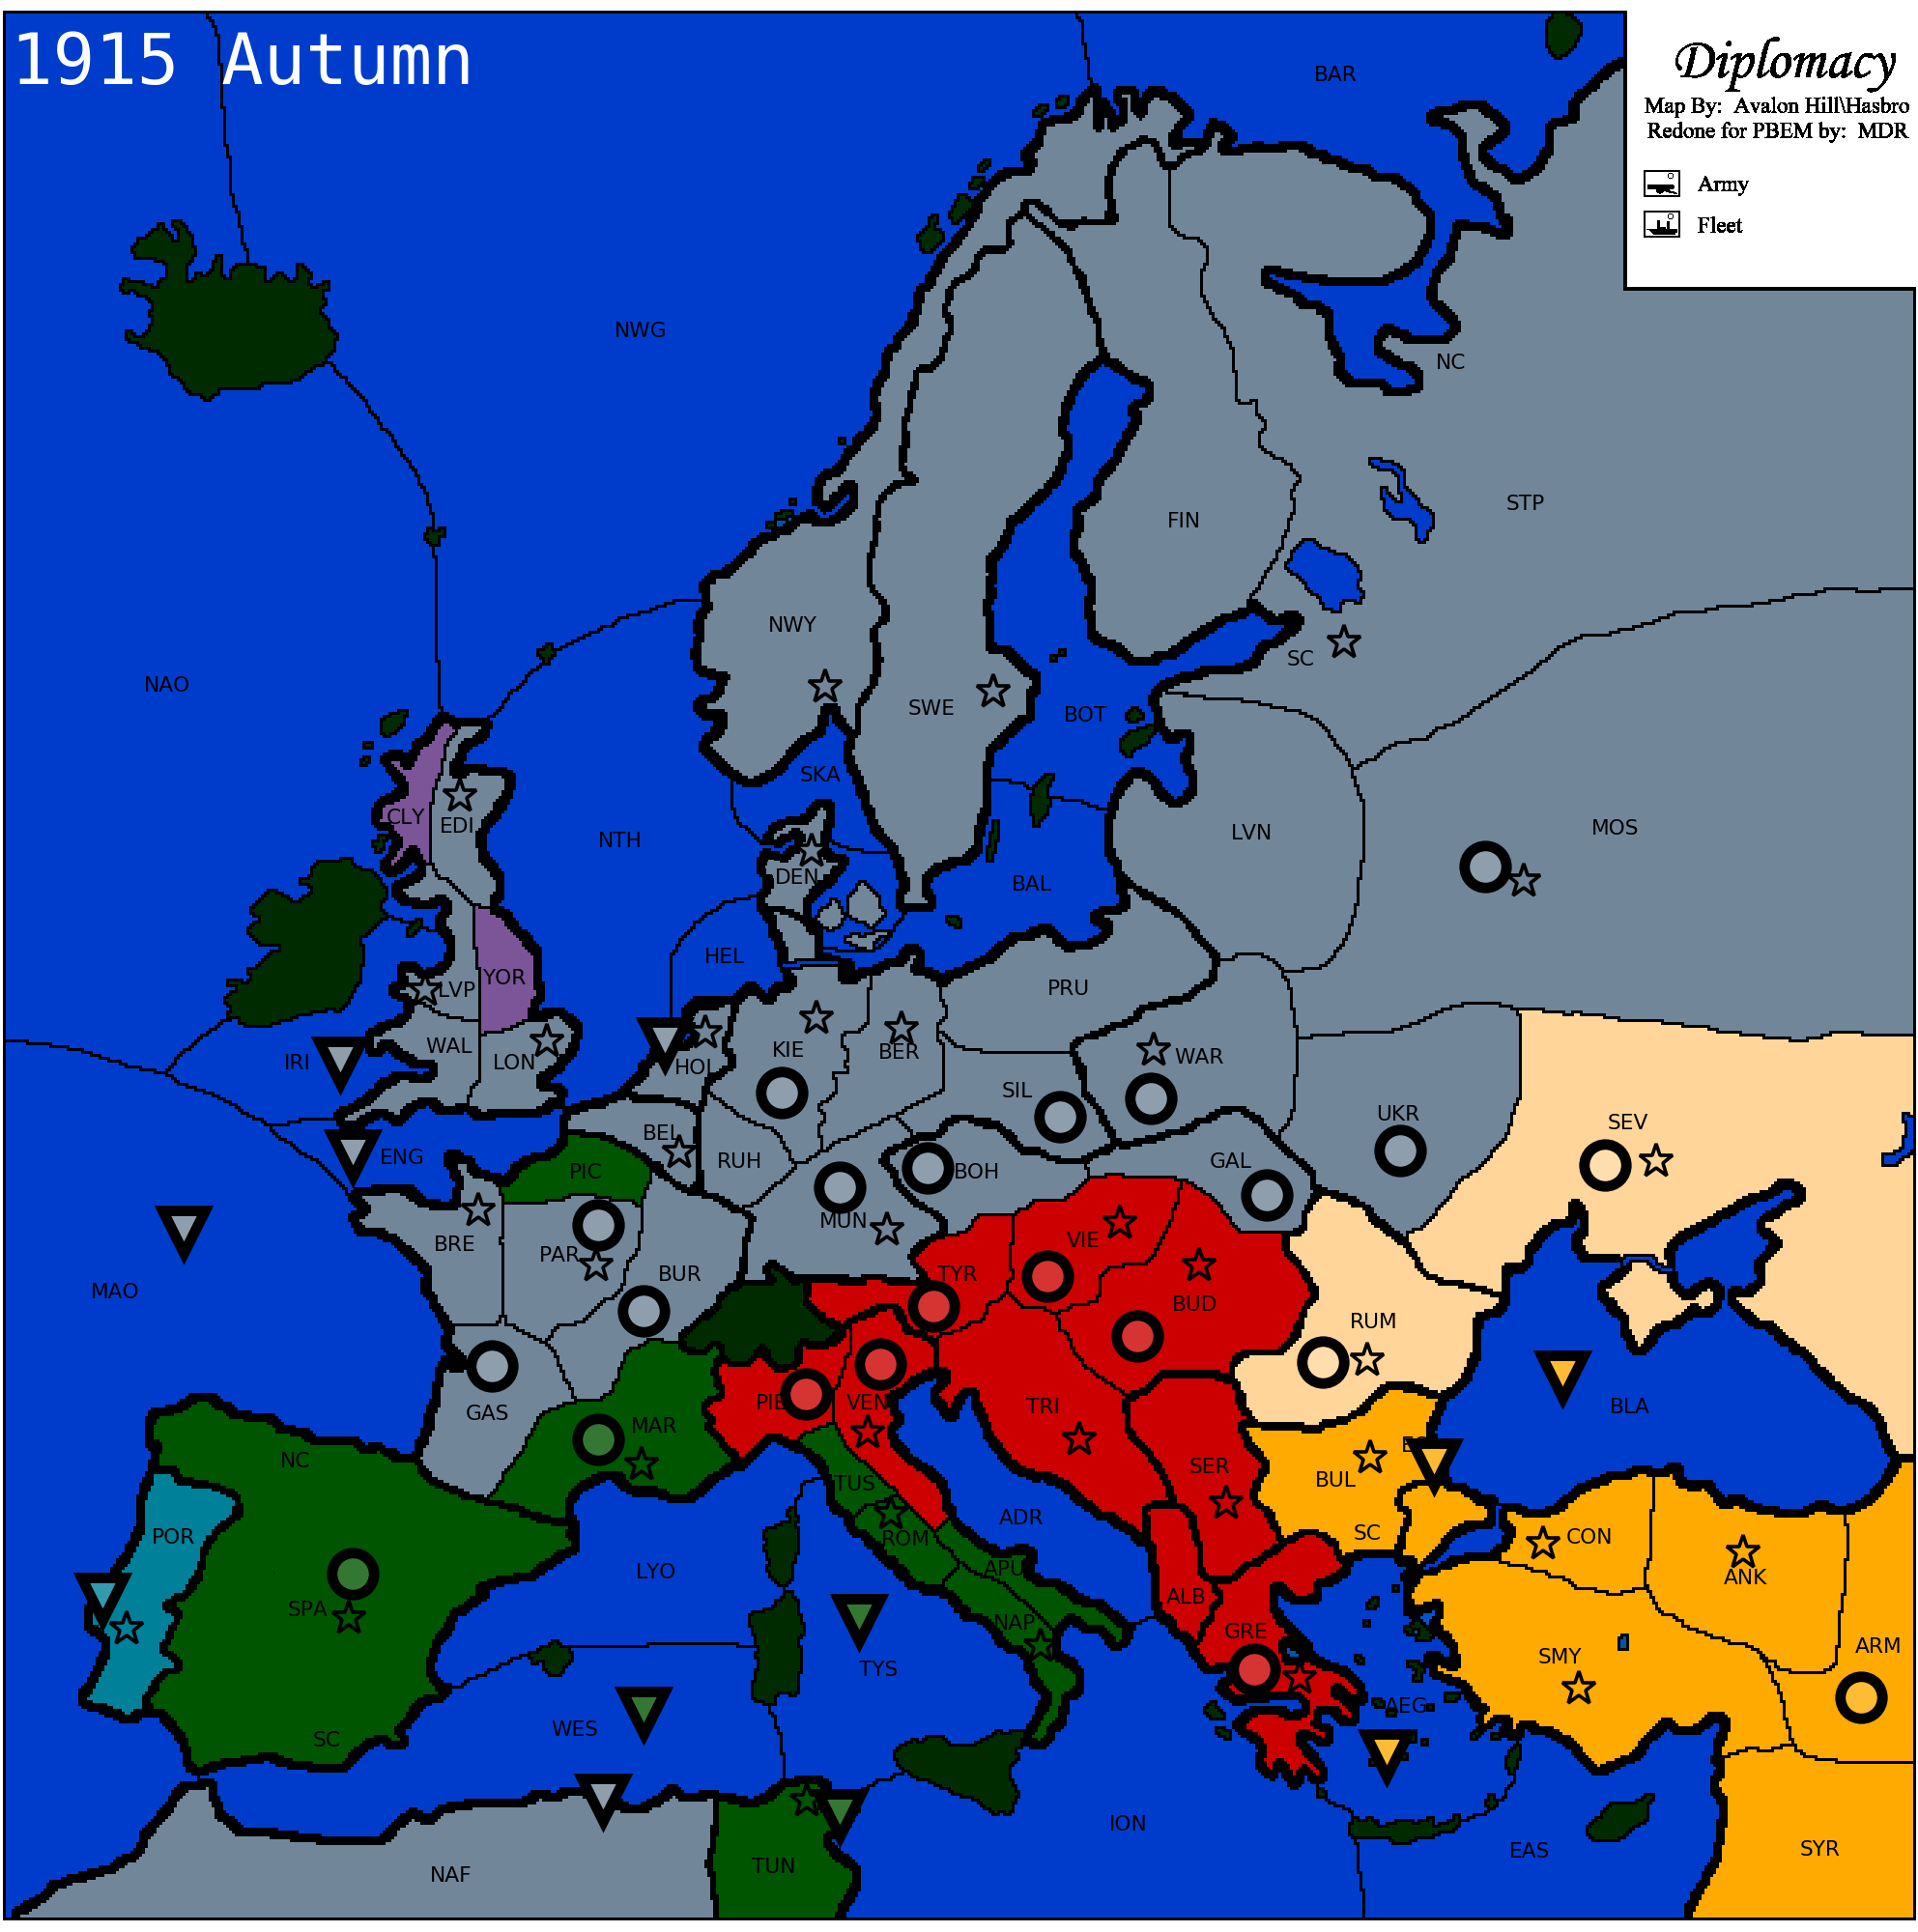 1915 Autumn
Diplomacy
Map By: Avalon Hill\Hasbro
Redone for PBEM by: MDR
Army
Fleet
BAR
NWG
NC
STP
FIN
NWY
SC
NAO
SWE
BOT
SKA
CLY
EDI
NTH
LVN
MOS
DEN
BAL
HEL
YOR
LVP
PRU
IRI
WAL
LON
HOL
KIE
BER
WAR
SIL
UKR
SEV
ENG
BEL
PIC
RUH
BOH
GAL
MUN
BRE
PAR
BUR
VIE
TYR
MAO
BUD
RUM
PIE
VEN
TRI
BLA
GAS
MAR
NC
TUS
SER
BUL
EC
POR
ROM
ADR
SC
CON
LYO
APU
ANK
SPA
ALB
NAP
GRE
ARM
TYS
SMY
WES
AEG
SC
ION
EAS
SYR
NAF
TUN